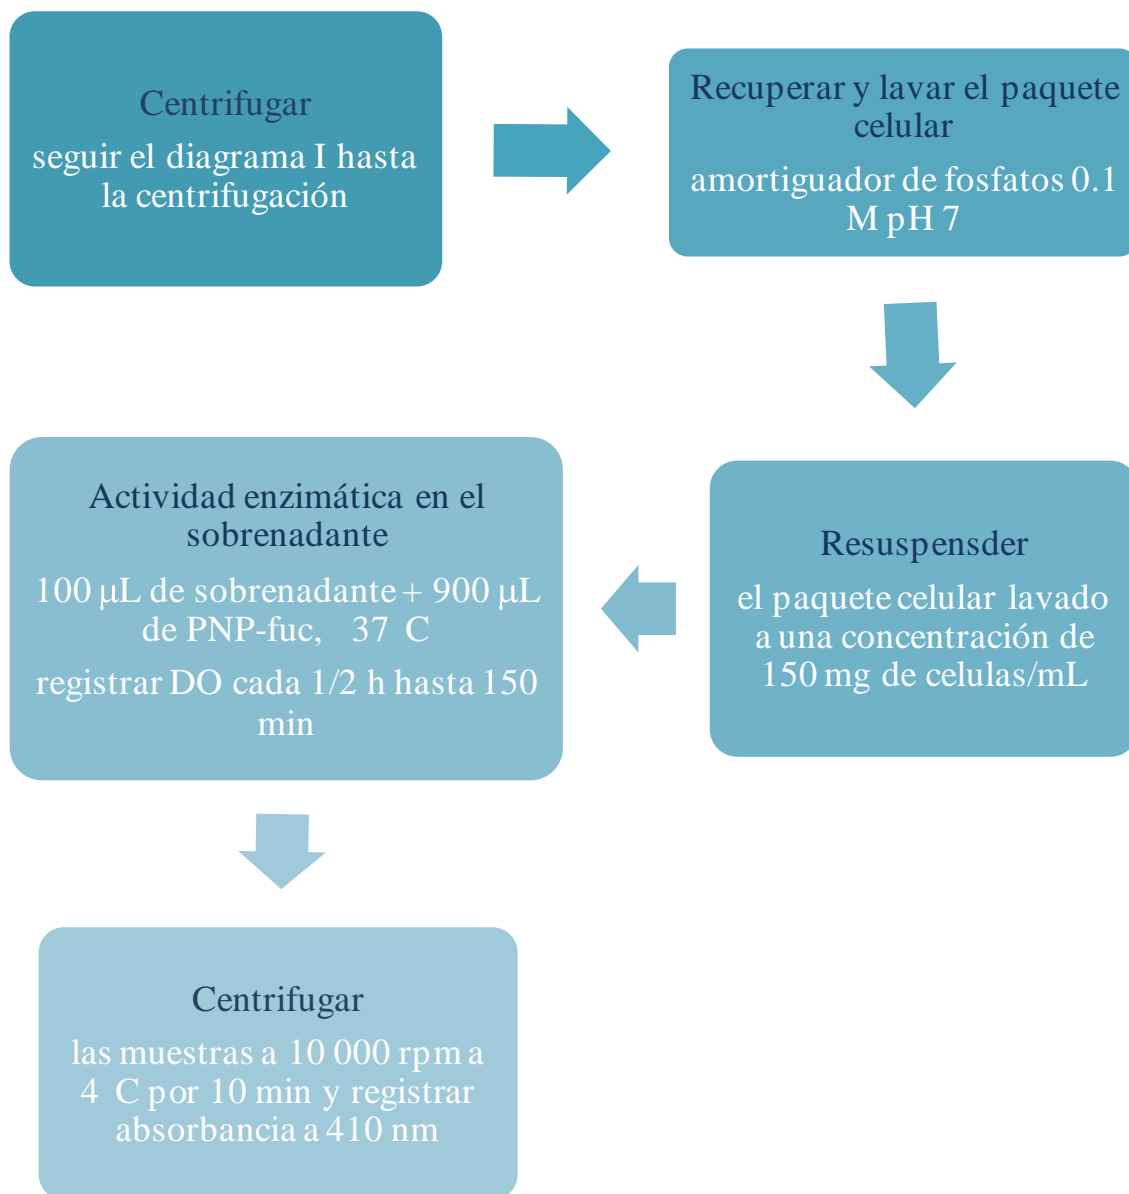 Centrifugar
seguir el diagrama I hasta
la centrifugación
Recuperar y lavar el paquete
celular
amortiguador de fosfatos 0.1
M pH 7
Resuspensder
el paquete celular lavado
a una concentración de
150 mg de celulas/mL
Actividad enzimática en el
sobrenadante
100 μL de sobrenadante + 900 μL
de PNP-fuc, 37 C
registrar DO cada 1/2 h hasta 150
min
Centrifugar
las muestras a 10 000 rpm a
4 C por 10 min y registrar
absorbancia a 410 nm